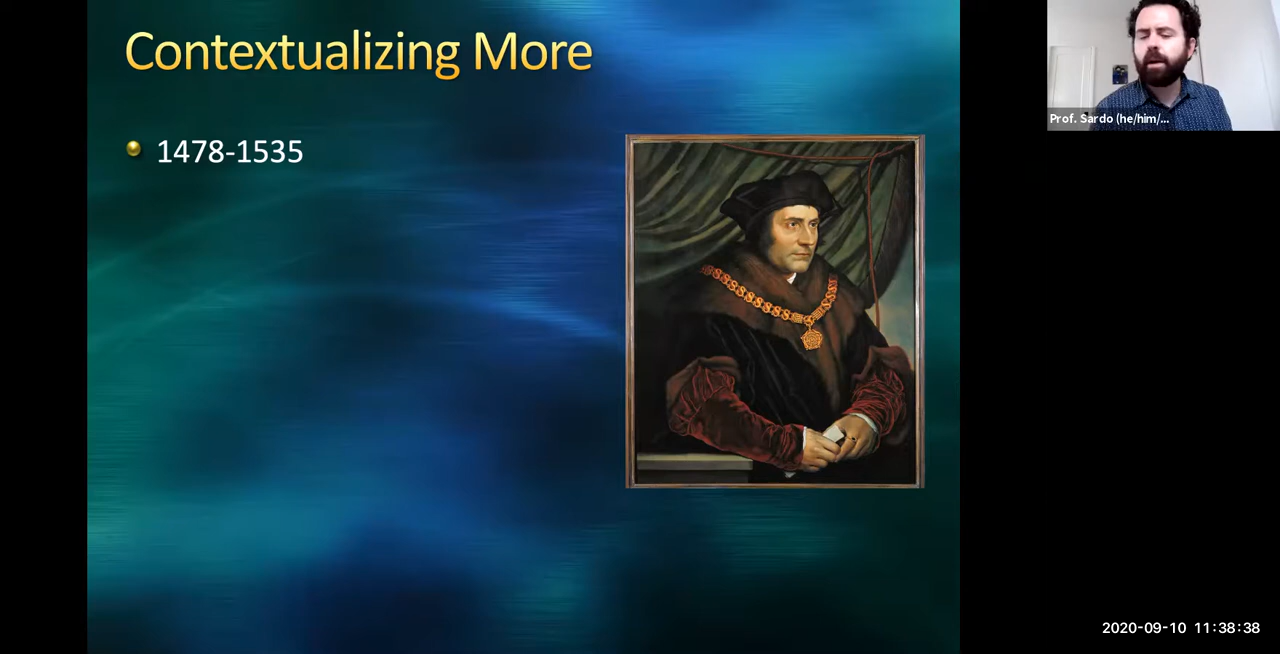 Contextualizing More
1478-1535
Prof. Sardo (he/him/...
2020-09-10 11:38:38